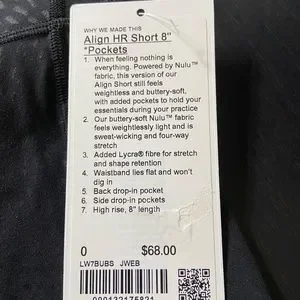 WHY WE MADE THIS
Align HR Short 8"
*Pockets
1. When feeling nothing is
everything. Powered by Nulu™
fabric, this version of our
Align Short still feels
weightless and buttery-soft,
with added pockets to hold your
essentials during your practice
2. Our buttery-soft Nulu™ fabric
feels weightlessly light and is
sweat-wicking and four-way
stretch
3. Added Lycra® fibre for stretch
and shape retention
4. Waistband lies flat and won't
dig in
5. Back drop-in pocket
6. Side drop-in pockets
7. High rise, 8" length
0 $68.00
LW7BUBS JWEB